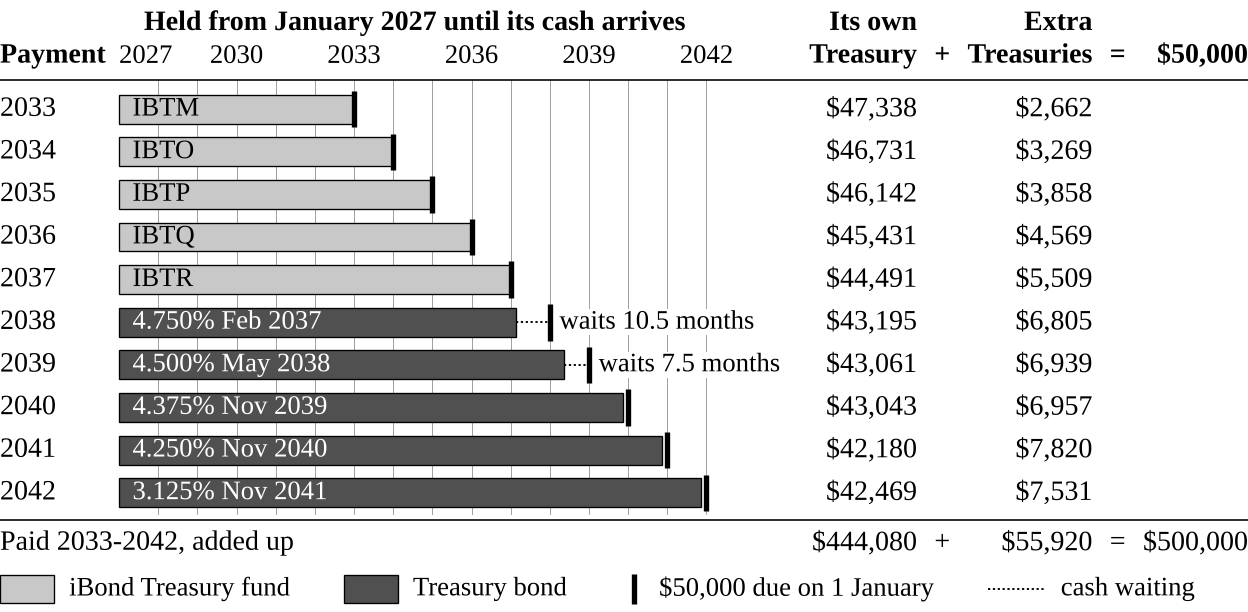 Held from January 2027 until its cash arrives Its own Extra
Payment 2027 2030 2033 2036 2039 2042 Treasury + Treasuries = $50,000
2033 IBTM $47,338 $2,662
2034 IBTO $46,731 $3,269
2035 IBTP $46,142 $3,858
2036 IBTQ $45,431 $4,569
2037 IBTR $44,491 $5,509
2038 4.750% Feb 2037 waits 10.5 months $43,195 $6,805
2039 4.500% May 2038 waits 7.5 months $43,061 $6,939
2040 4.375% Nov 2039 $43,043 $6,957
2041 4.250% Nov 2040 $42,180 $7,820
2042 3.125% Nov 2041 $42,469 $7,531
Paid 2033-2042, added up $444,080 + $55,920 = $500,000
iBond Treasury fund Treasury bond $50,000 due on 1 January cash waiting